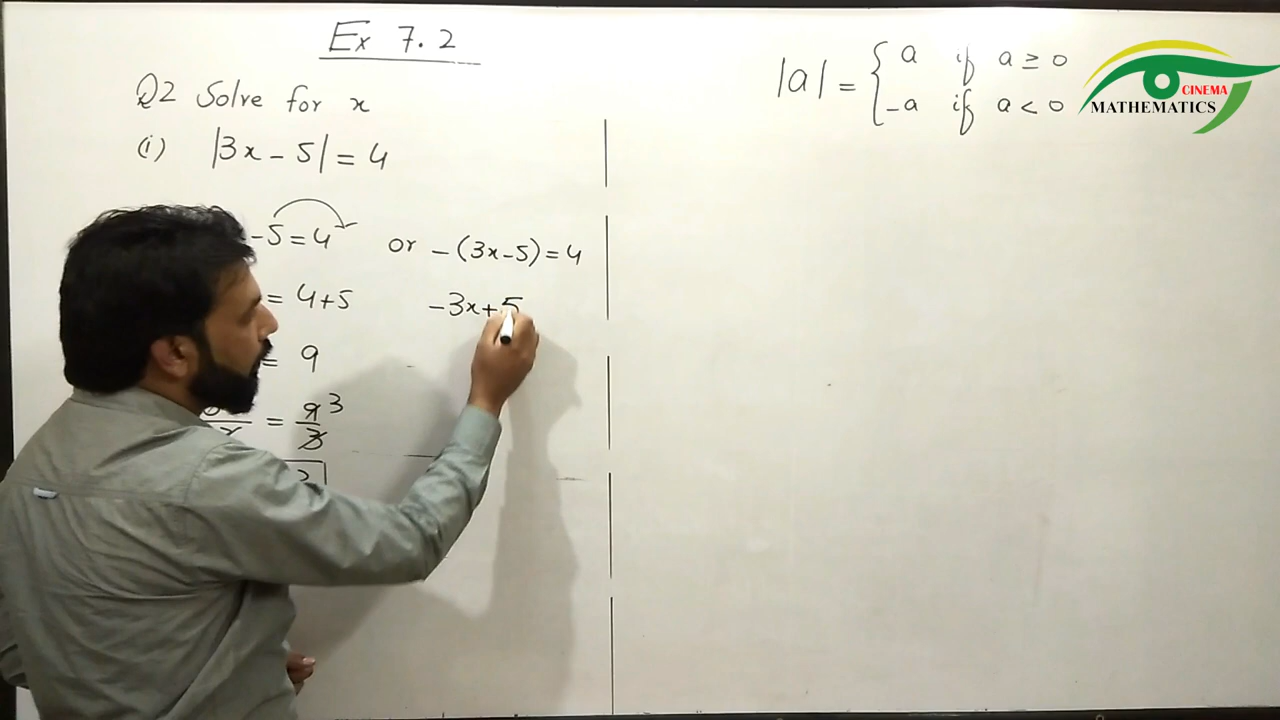 Ex 7.2
Q2 Solve for x
(i) |3x - 5| = 4
-5 = 4
= 4+5
= 9
= 9/3 3
or -(3x-5) = 4
-3x+5
|a| = { a if a ≥ 0
-a if a < 0
CINEMA
MATHEMATICS